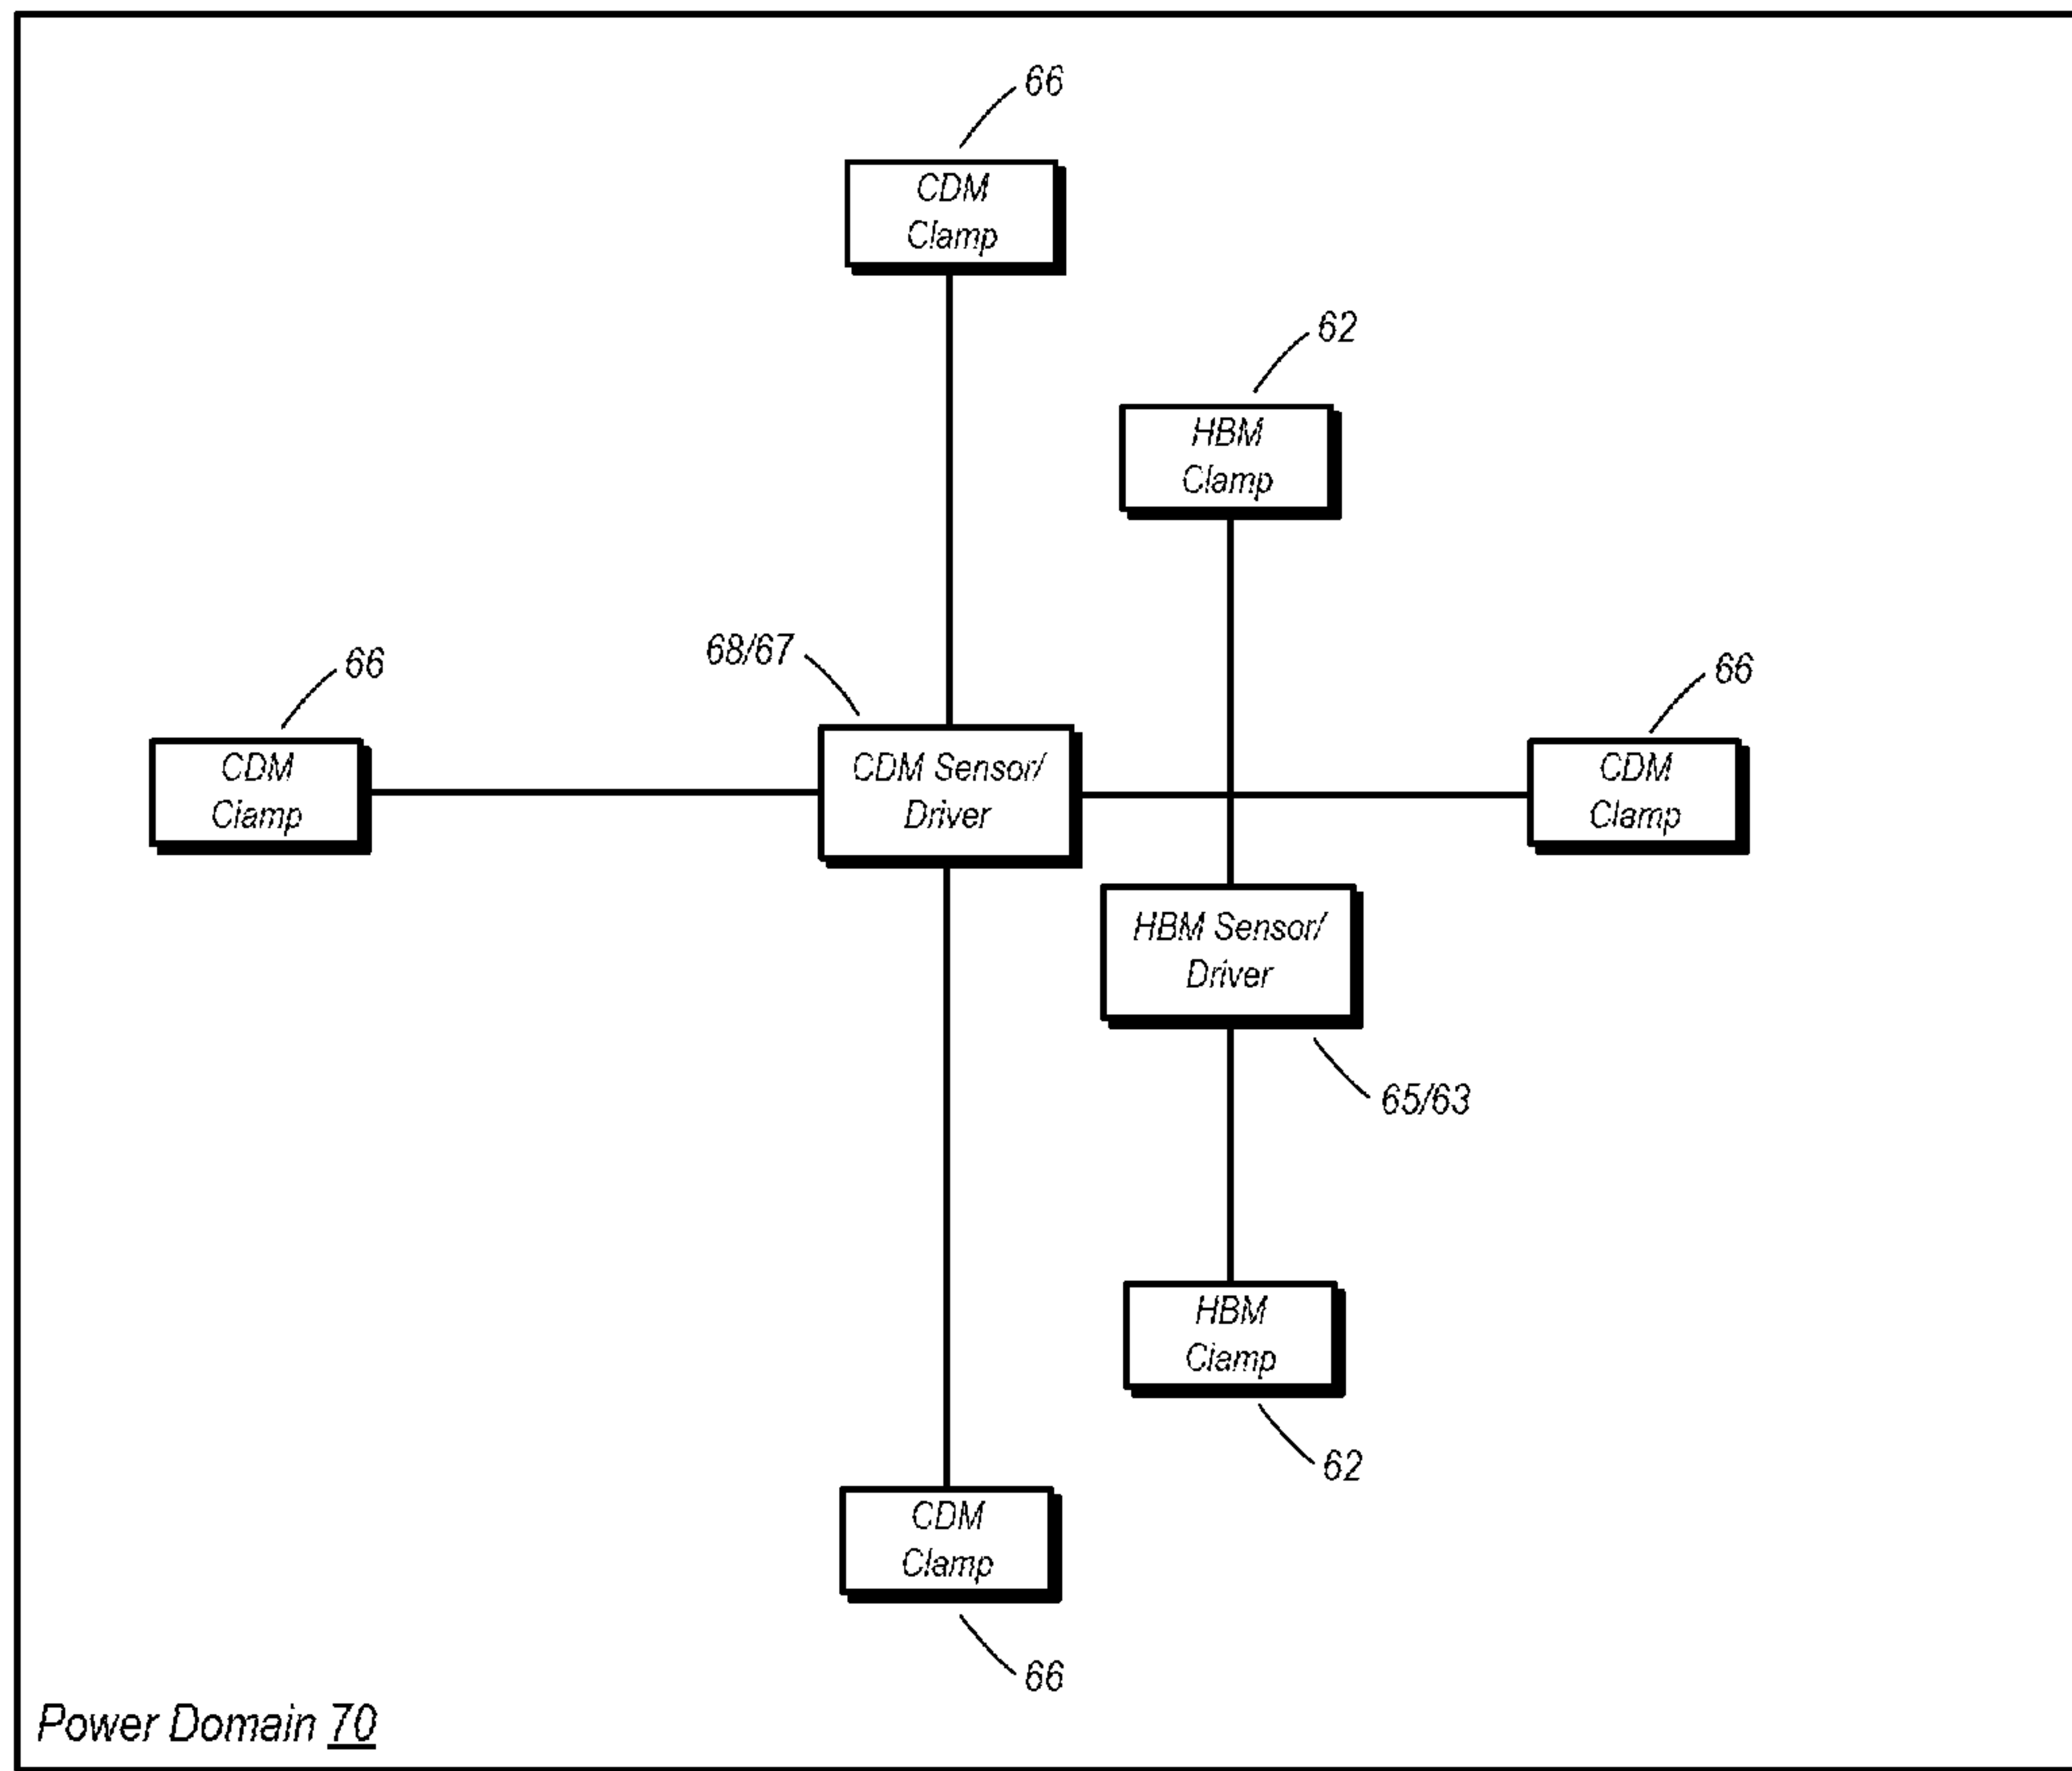 66
CDM
Clamp
62
HBM
Clamp
68/67
66
66
CDM
Clamp
CDM Sensor/
Driver
CDM
Clamp
HBM Sensor/
Driver
65/63
HBM
Clamp
62
CDM
Clamp
66
Power Domain 70